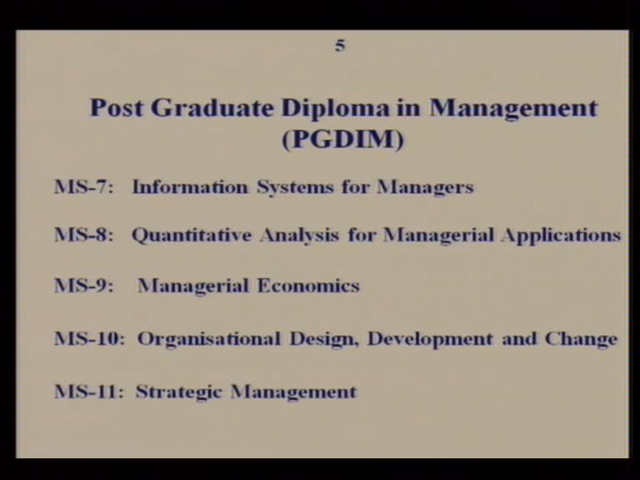 5
Post Graduate Diploma in Management
(PGDIM)
MS-7: Information Systems for Managers
MS-8: Quantitative Analysis for Managerial Applications
MS-9: Managerial Economics
MS-10: Organisational Design, Development and Change
MS-11: Strategic Management